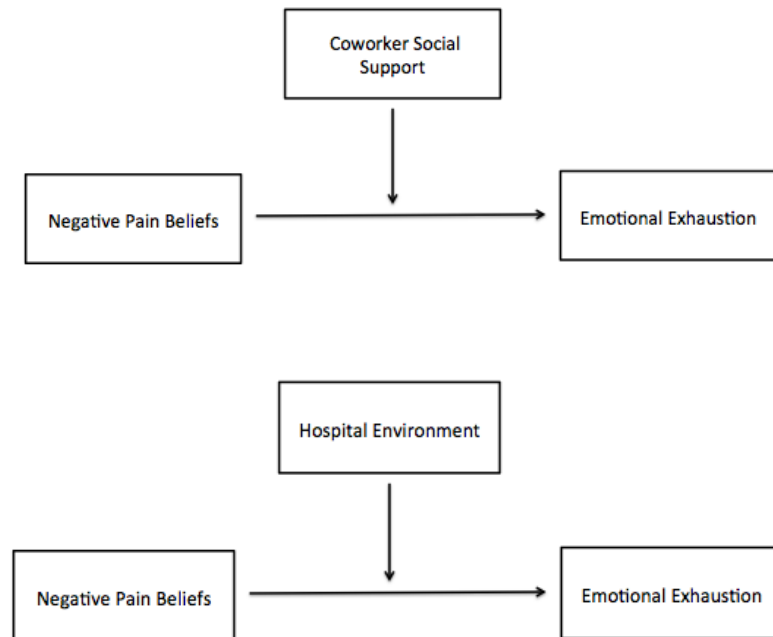 Coworker Social
Support
Negative Pain Beliefs
Emotional Exhaustion
Hospital Environment
Negative Pain Beliefs
Emotional Exhaustion